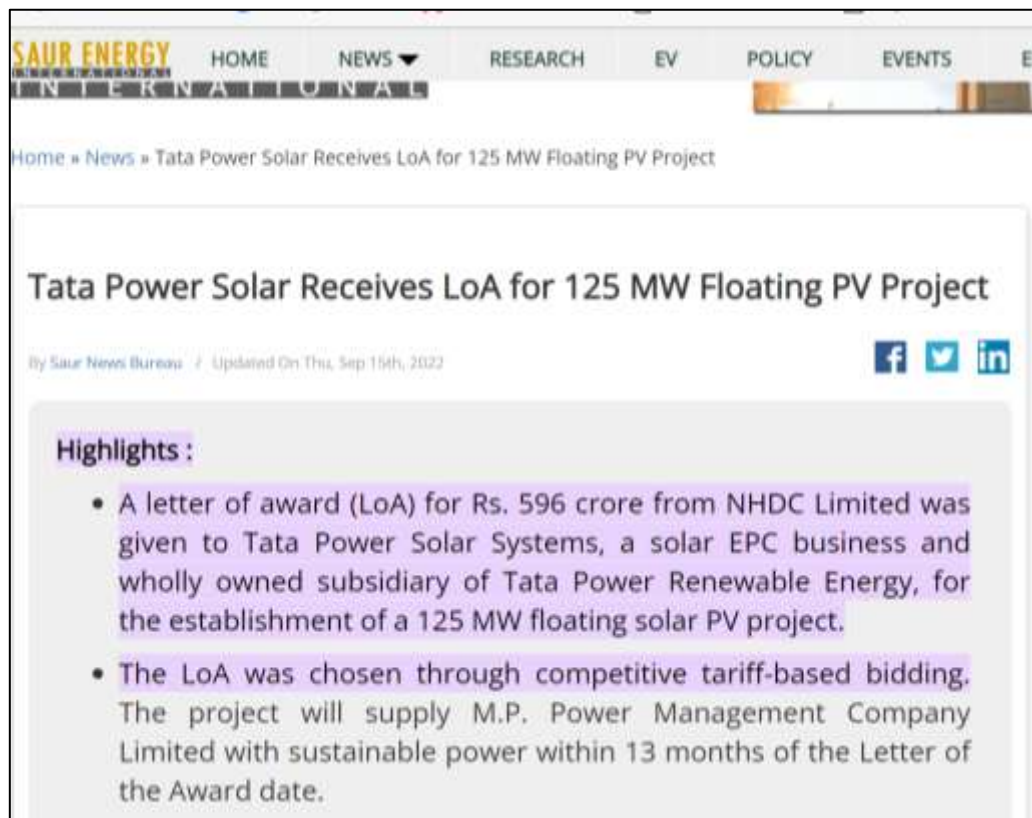 SAUR ENERGY HOME NEWS RESEARCH EV POLICY EVENTS E
INTERNATIONAL
INTERNATIONAL
Home » News » Tata Power Solar Receives LoA for 125 MW Floating PV Project
Tata Power Solar Receives LoA for 125 MW Floating PV Project
By Saur News Bureau / Updated On Thu, Sep 15th, 2022
Highlights :
• A letter of award (LoA) for Rs. 596 crore from NHDC Limited was
given to Tata Power Solar Systems, a solar EPC business and
wholly owned subsidiary of Tata Power Renewable Energy, for
the establishment of a 125 MW floating solar PV project.
• The LoA was chosen through competitive tariff-based bidding.
The project will supply M.P. Power Management Company
Limited with sustainable power within 13 months of the Letter of
the Award date.